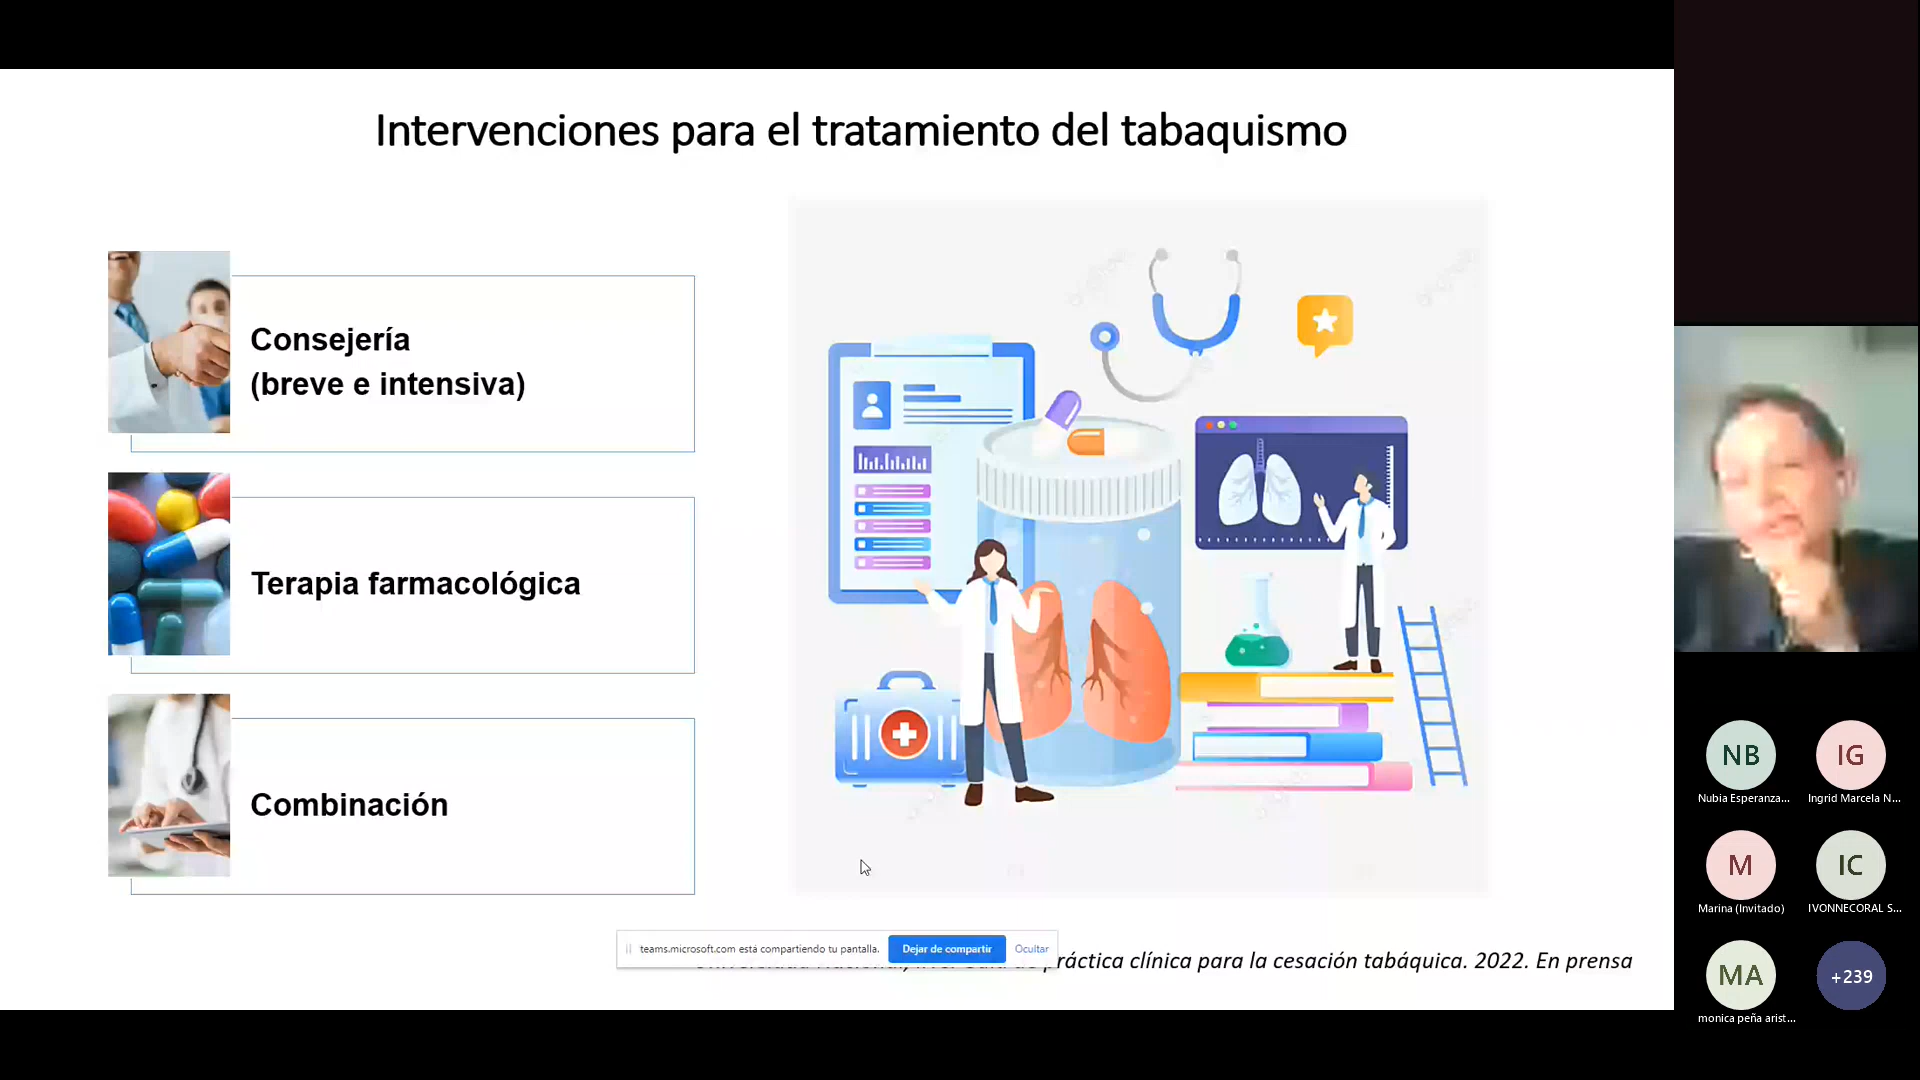 Intervenciones para el tratamiento del tabaquismo
Consejería
(breve e intensiva)
Terapia farmacológica
Combinación
teams.microsoft.com está compartiendo tu pantalla.
Dejar de compartir
Ocultar
práctica clínica para la cesación tabáquica. 2022. En prensa
NB
Nubia Esperanza...
IG
Ingrid Marcela N...
M
Marina (Invitado)
IC
IVONNECORAL S...
MA
monica peña arist...
+239